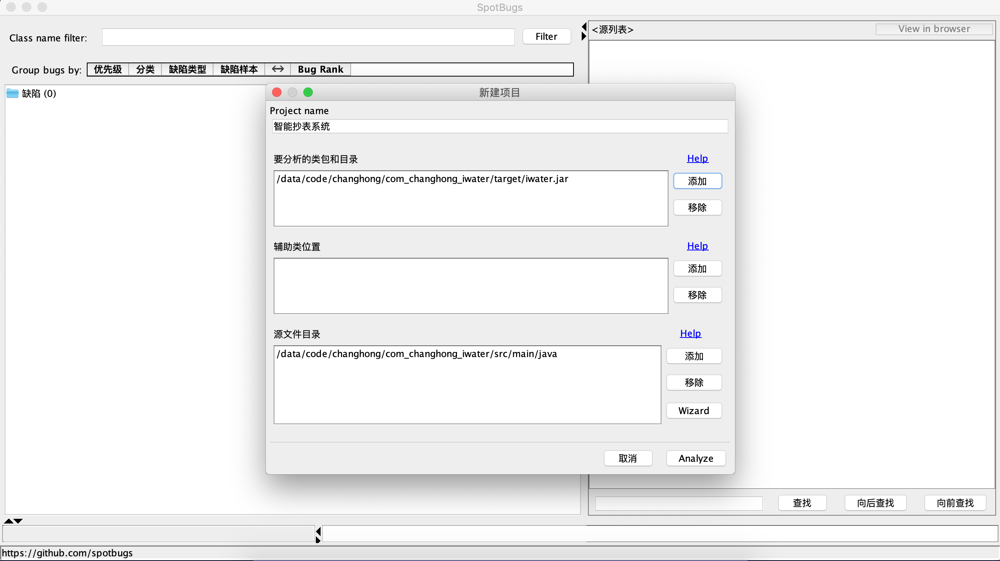 SpotBugs
Class name filter:
Filter
Group bugs by: 优先级 分类 缺陷类型 缺陷样本 Bug Rank
缺陷 (0)
<源列表>
View in browser
新建项目
Project name
智能抄表系统
要分析的类包和目录
Help
/data/code/changhong/com_changhong_iwater/target/iwater.jar
添加
移除
辅助类位置
Help
添加
移除
源文件目录
Help
/data/code/changhong/com_changhong_iwater/src/main/java
添加
移除
Wizard
取消
Analyze
查找
向后查找
向前查找
https://github.com/spotbugs